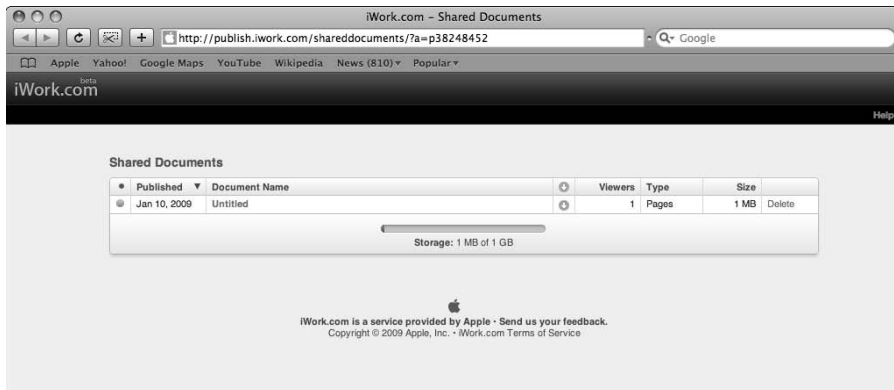 iWork.com – Shared Documents
http://publish.iwork.com/shareddocuments/?a=p38248452
Google
Apple Yahoo! Google Maps YouTube Wikipedia News (810) ▾ Popular ▾
beta
iWork.com
Help
Shared Documents
• Published ▼ Document Name Viewers Type Size
Jan 10, 2009 Untitled 1 Pages 1 MB Delete
Storage: 1 MB of 1 GB
iWork.com is a service provided by Apple • Send us your feedback.
Copyright © 2009 Apple, Inc. • iWork.com Terms of Service